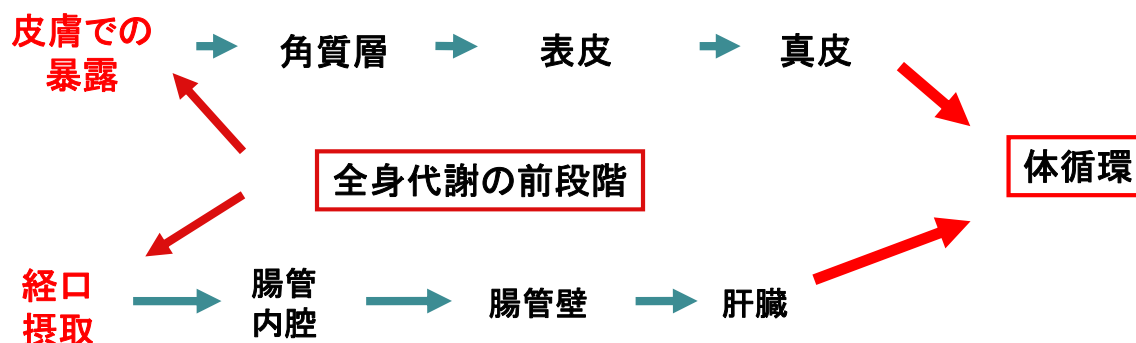 皮膚での
暴露
角質層
表皮
真皮
全身代謝の前段階
体循環
経口
摂取
腸管
内腔
腸管壁
肝臓